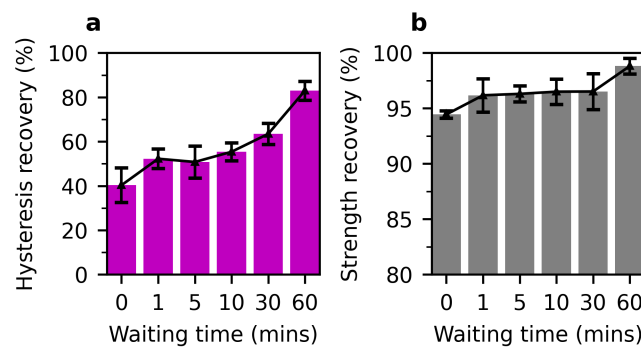 a
Hysteresis recovery (%)
100
80
60
40
20
0
0 1 5 10 30 60
Waiting time (mins)
b
Strength recovery (%)
100
95
90
85
80
0 1 5 10 30 60
Waiting time (mins)